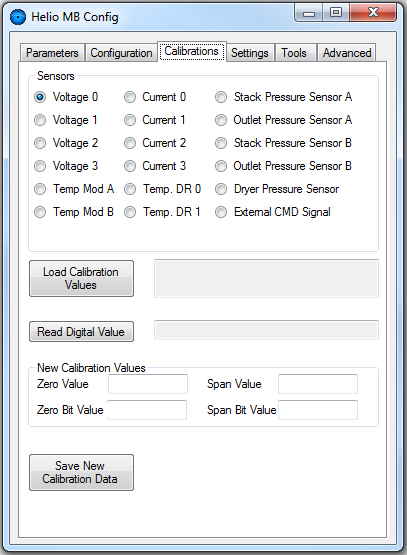 Helio MB Config
Parameters Configuration Calibrations Settings Tools Advanced
Sensors
Voltage 0 Current 0 Stack Pressure Sensor A
Voltage 1 Current 1 Outlet Pressure Sensor A
Voltage 2 Current 2 Stack Pressure Sensor B
Voltage 3 Current 3 Outlet Pressure Sensor B
Temp Mod A Temp. DR 0 Dryer Pressure Sensor
Temp Mod B Temp. DR 1 External CMD Signal
Load Calibration
Values
Read Digital Value
New Calibration Values
Zero Value Span Value
Zero Bit Value Span Bit Value
Save New
Calibration Data